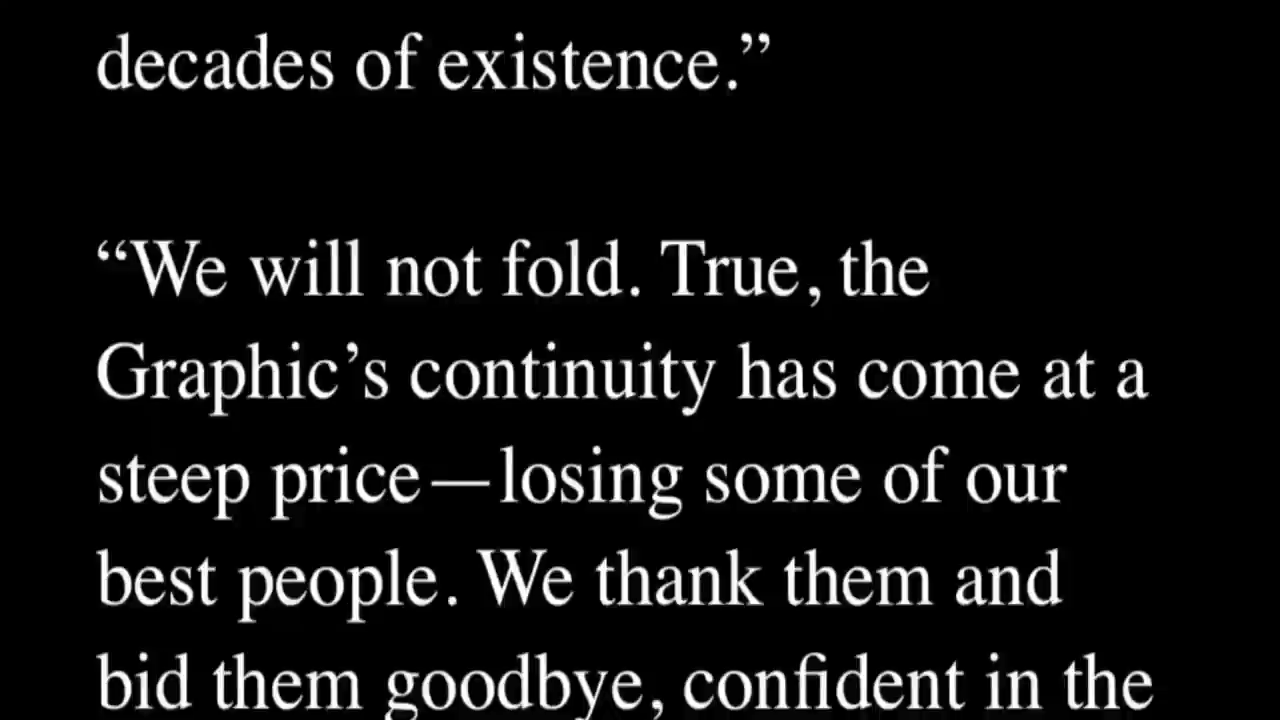 decades of existence.”
“We will not fold. True, the
Graphic’s continuity has come at a
steep price—losing some of our
best people. We thank them and
bid them goodbye, confident in the